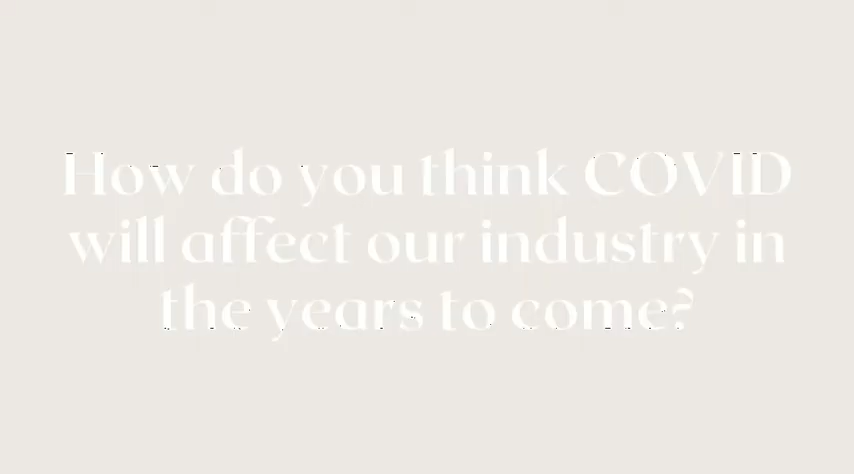 How do you think COVID
will affect our industry in
the years to come?